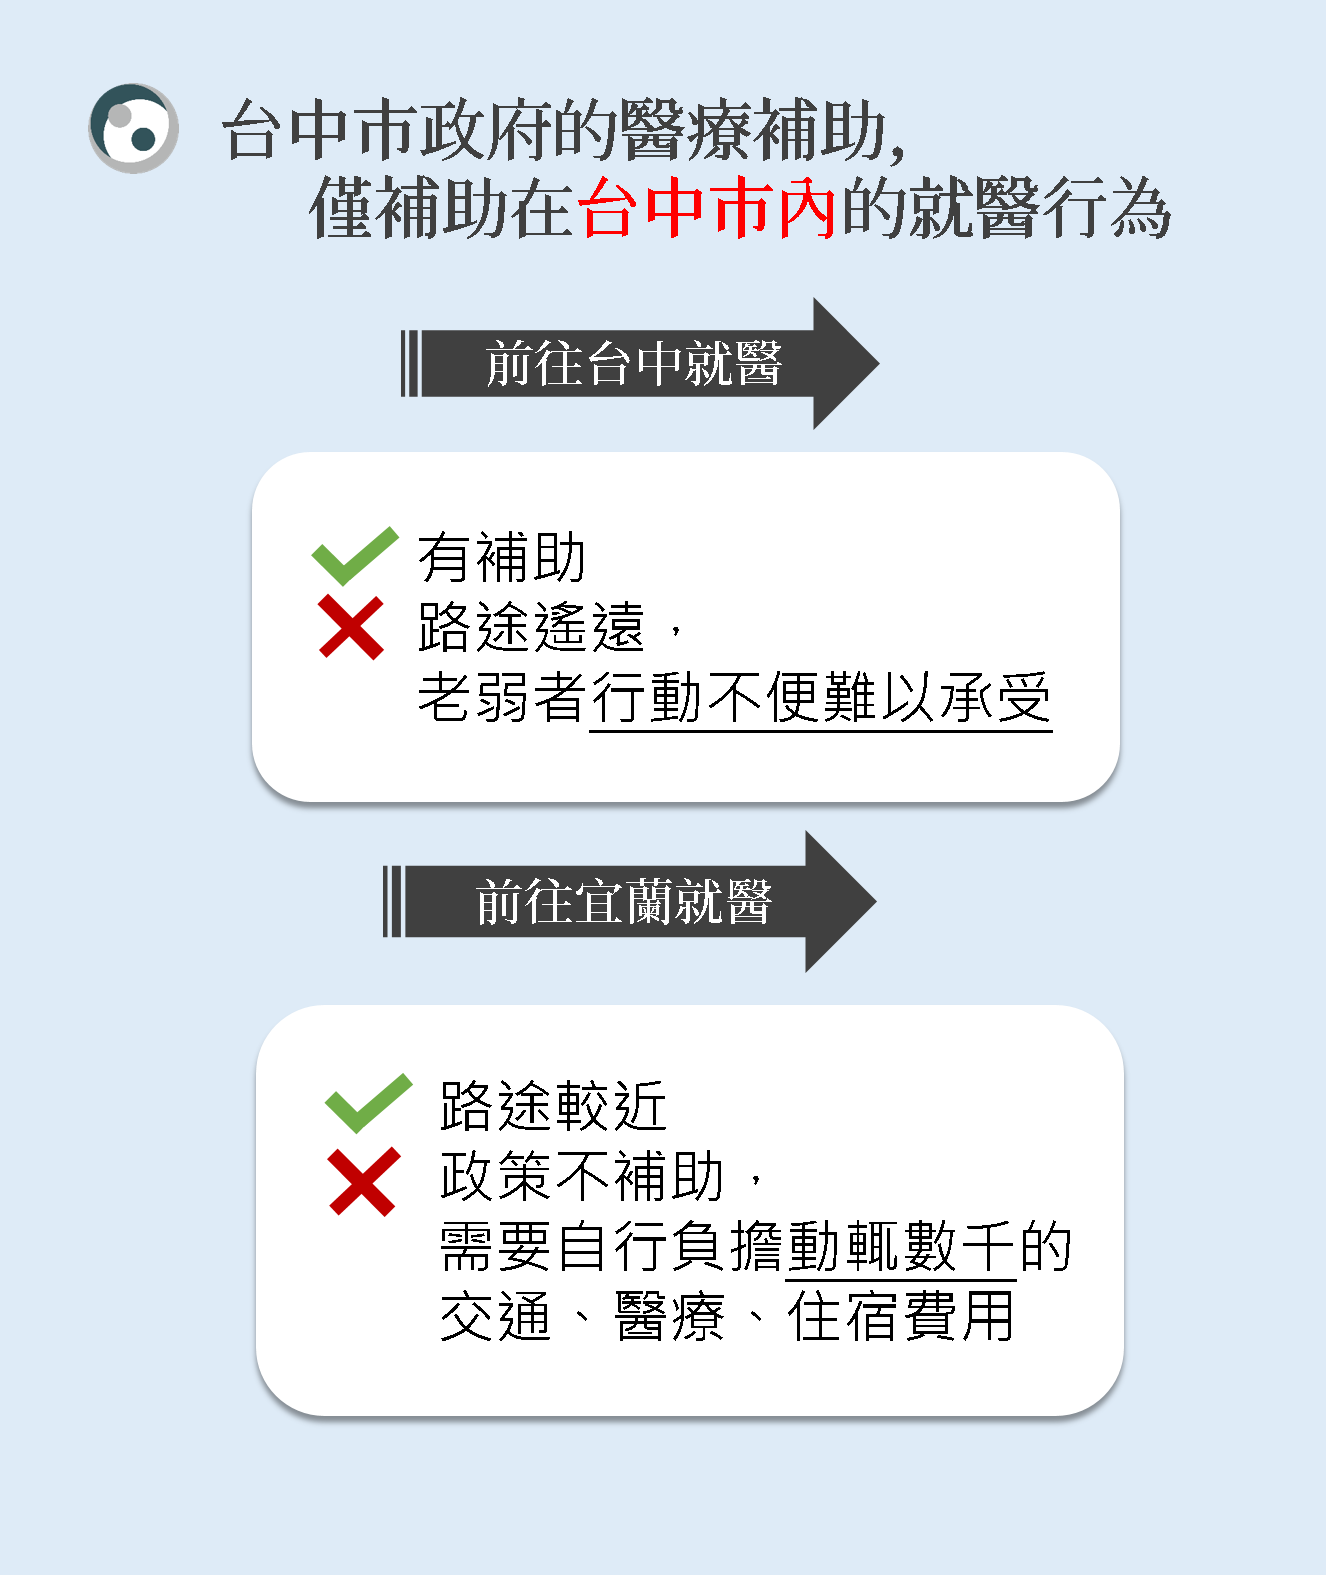 台中市政府的醫療補助,
僅補助在台中市內的就醫行為
前往台中就醫
有補助
路途遙遠，
老弱者行動不便難以承受
前往宜蘭就醫
路途較近
政策不補助，
需要自行負擔動輒數千的
交通、醫療、住宿費用